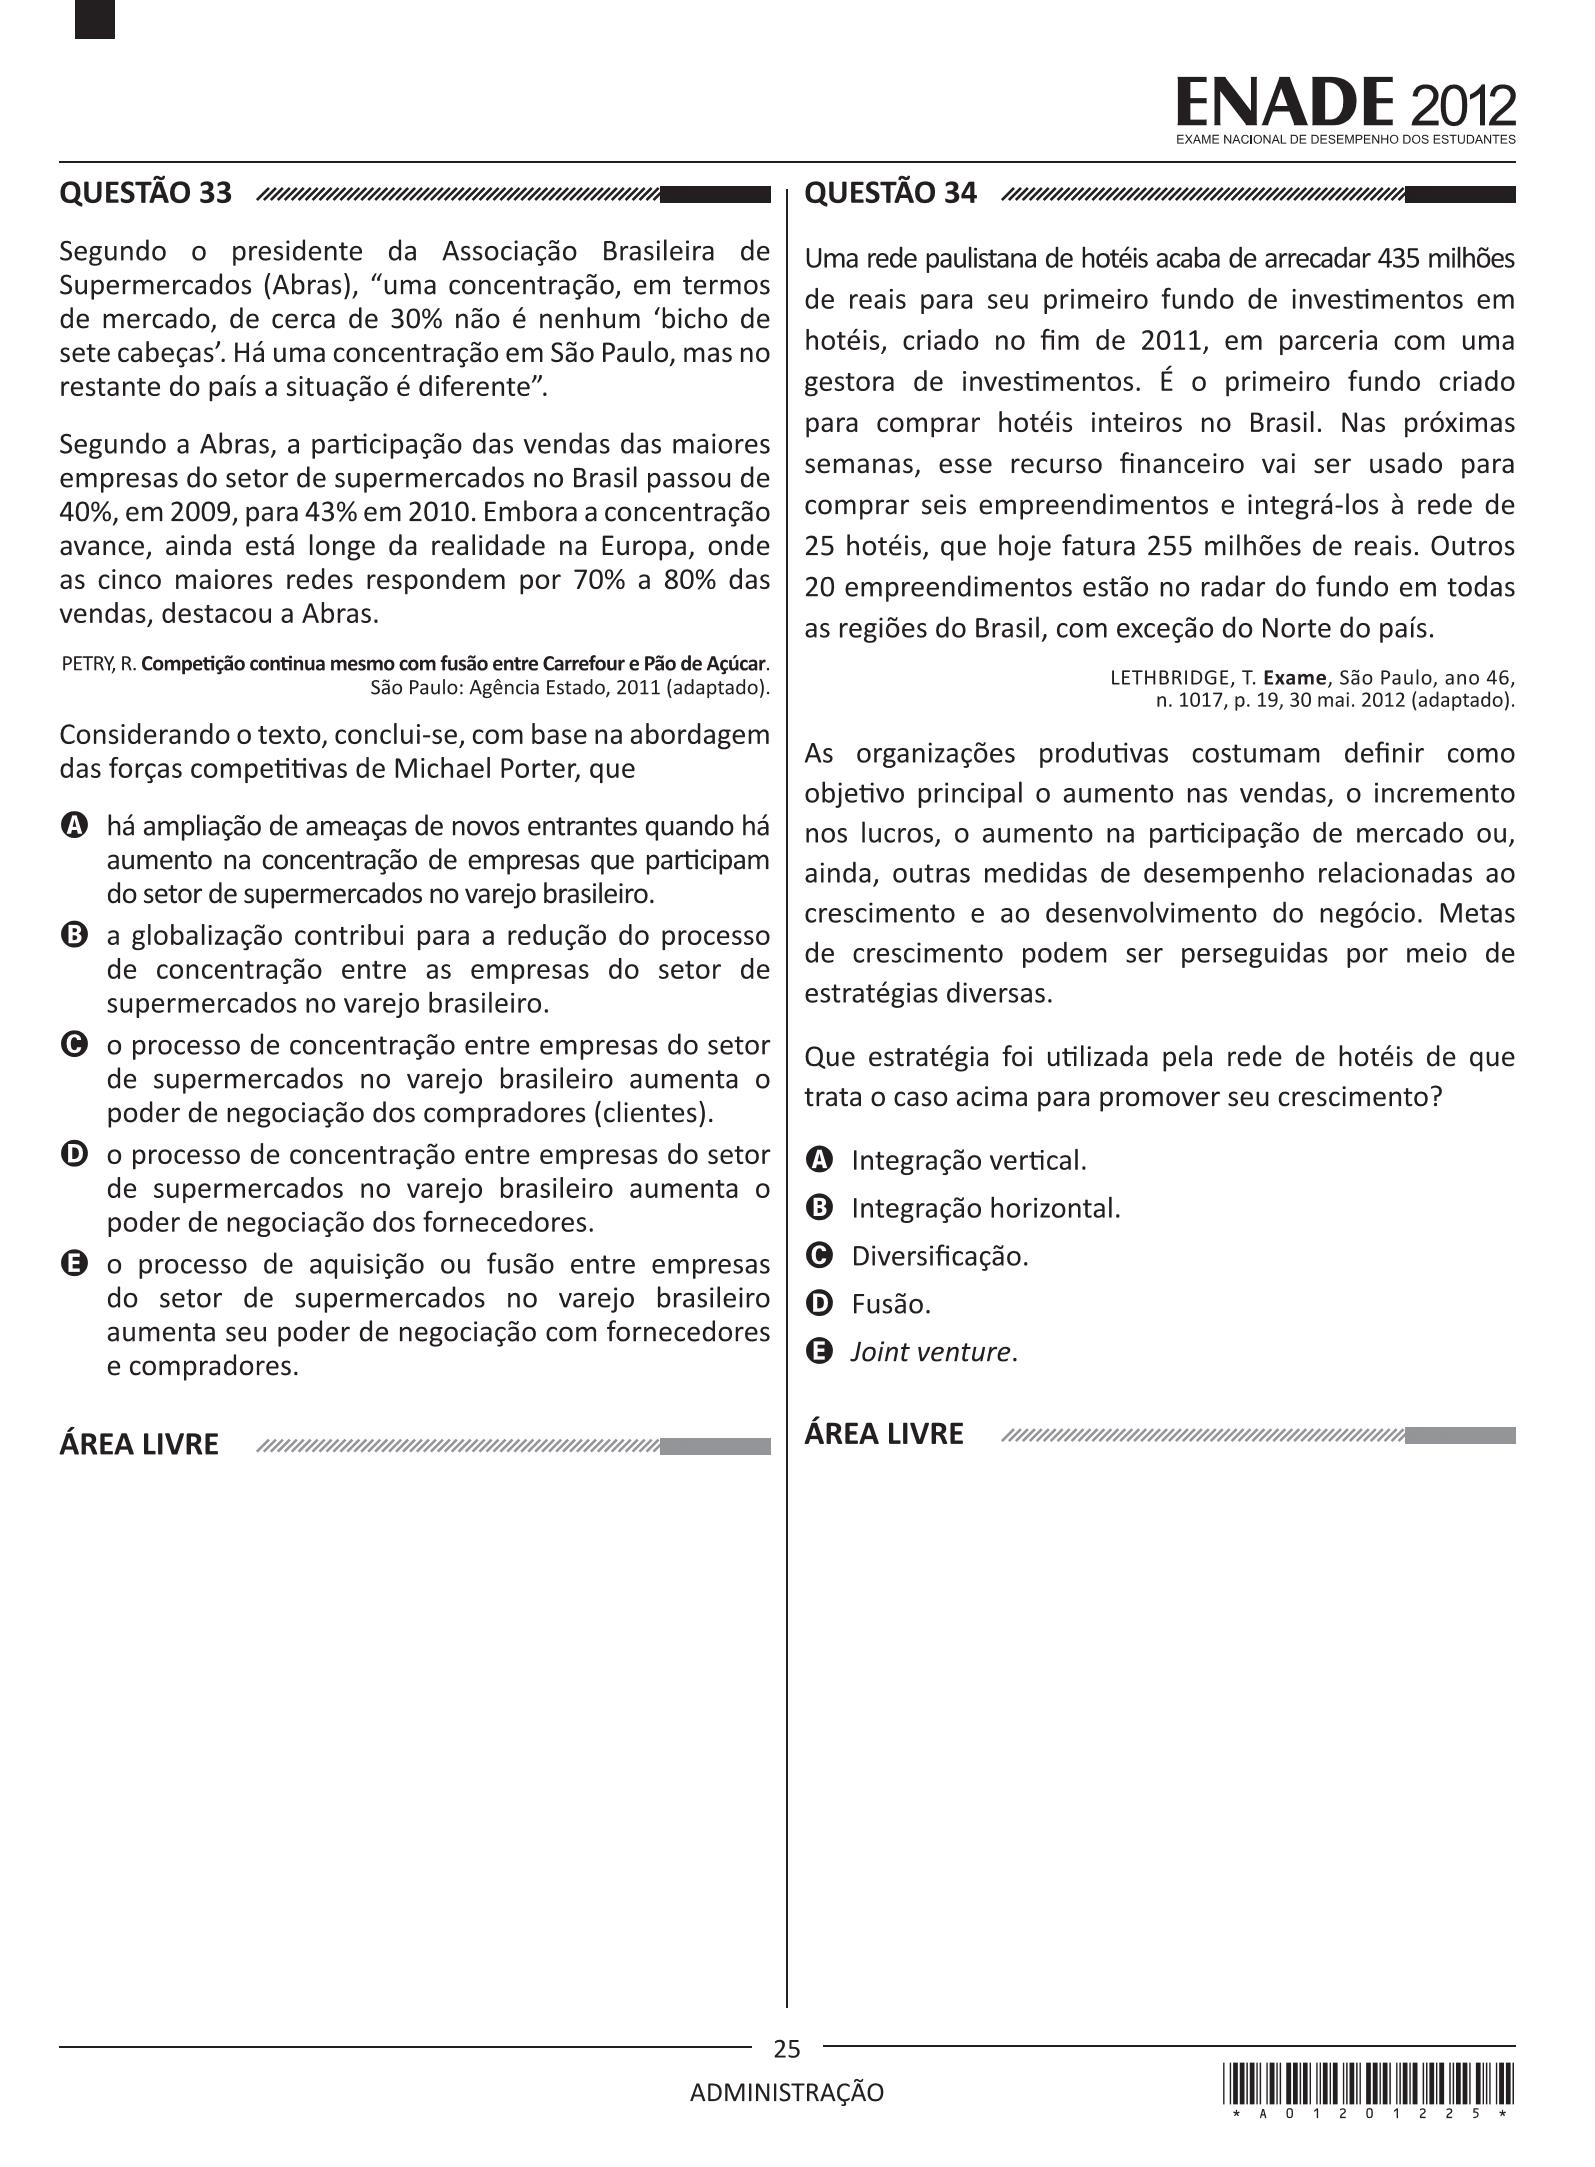 ENADE 2012
EXAME NACIONAL DE DESEMPENHO DOS ESTUDANTES
QUESTÃO 33
Segundo o presidente da Associação Brasileira de
Supermercados (Abras), “uma concentração, em termos
de mercado, de cerca de 30% não é nenhum ‘bicho de
sete cabeças’. Há uma concentração em São Paulo, mas no
restante do país a situação é diferente”.
Segundo a Abras, a participação das vendas das maiores
empresas do setor de supermercados no Brasil passou de
40%, em 2009, para 43% em 2010. Embora a concentração
avance, ainda está longe da realidade na Europa, onde
as cinco maiores redes respondem por 70% a 80% das
vendas, destacou a Abras.
PETRY, R. Competição continua mesmo com fusão entre Carrefour e Pão de Açúcar.
São Paulo: Agência Estado, 2011 (adaptado).
Considerando o texto, conclui-se, com base na abordagem
das forças competitivas de Michael Porter, que
A há ampliação de ameaças de novos entrantes quando há
aumento na concentração de empresas que participam
do setor de supermercados no varejo brasileiro.
B a globalização contribui para a redução do processo
de concentração entre as empresas do setor de
supermercados no varejo brasileiro.
C o processo de concentração entre empresas do setor
de supermercados no varejo brasileiro aumenta o
poder de negociação dos compradores (clientes).
D o processo de concentração entre empresas do setor
de supermercados no varejo brasileiro aumenta o
poder de negociação dos fornecedores.
E o processo de aquisição ou fusão entre empresas
do setor de supermercados no varejo brasileiro
aumenta seu poder de negociação com fornecedores
e compradores.
ÁREA LIVRE
QUESTÃO 34
Uma rede paulistana de hotéis acaba de arrecadar 435 milhões
de reais para seu primeiro fundo de investimentos em
hotéis, criado no fim de 2011, em parceria com uma
gestora de investimentos. É o primeiro fundo criado
para comprar hotéis inteiros no Brasil. Nas próximas
semanas, esse recurso financeiro vai ser usado para
comprar seis empreendimentos e integrá-los à rede de
25 hotéis, que hoje fatura 255 milhões de reais. Outros
20 empreendimentos estão no radar do fundo em todas
as regiões do Brasil, com exceção do Norte do país.
LETHBRIDGE, T. Exame, São Paulo, ano 46,
n. 1017, p. 19, 30 mai. 2012 (adaptado).
As organizações produtivas costumam definir como
objetivo principal o aumento nas vendas, o incremento
nos lucros, o aumento na participação de mercado ou,
ainda, outras medidas de desempenho relacionadas ao
crescimento e ao desenvolvimento do negócio. Metas
de crescimento podem ser perseguidas por meio de
estratégias diversas.
Que estratégia foi utilizada pela rede de hotéis de que
trata o caso acima para promover seu crescimento?
A Integração vertical.
B Integração horizontal.
C Diversificação.
D Fusão.
E Joint venture.
ÁREA LIVRE
25
ADMINISTRAÇÃO
* A 0 1 2 0 1 2 2 5 *